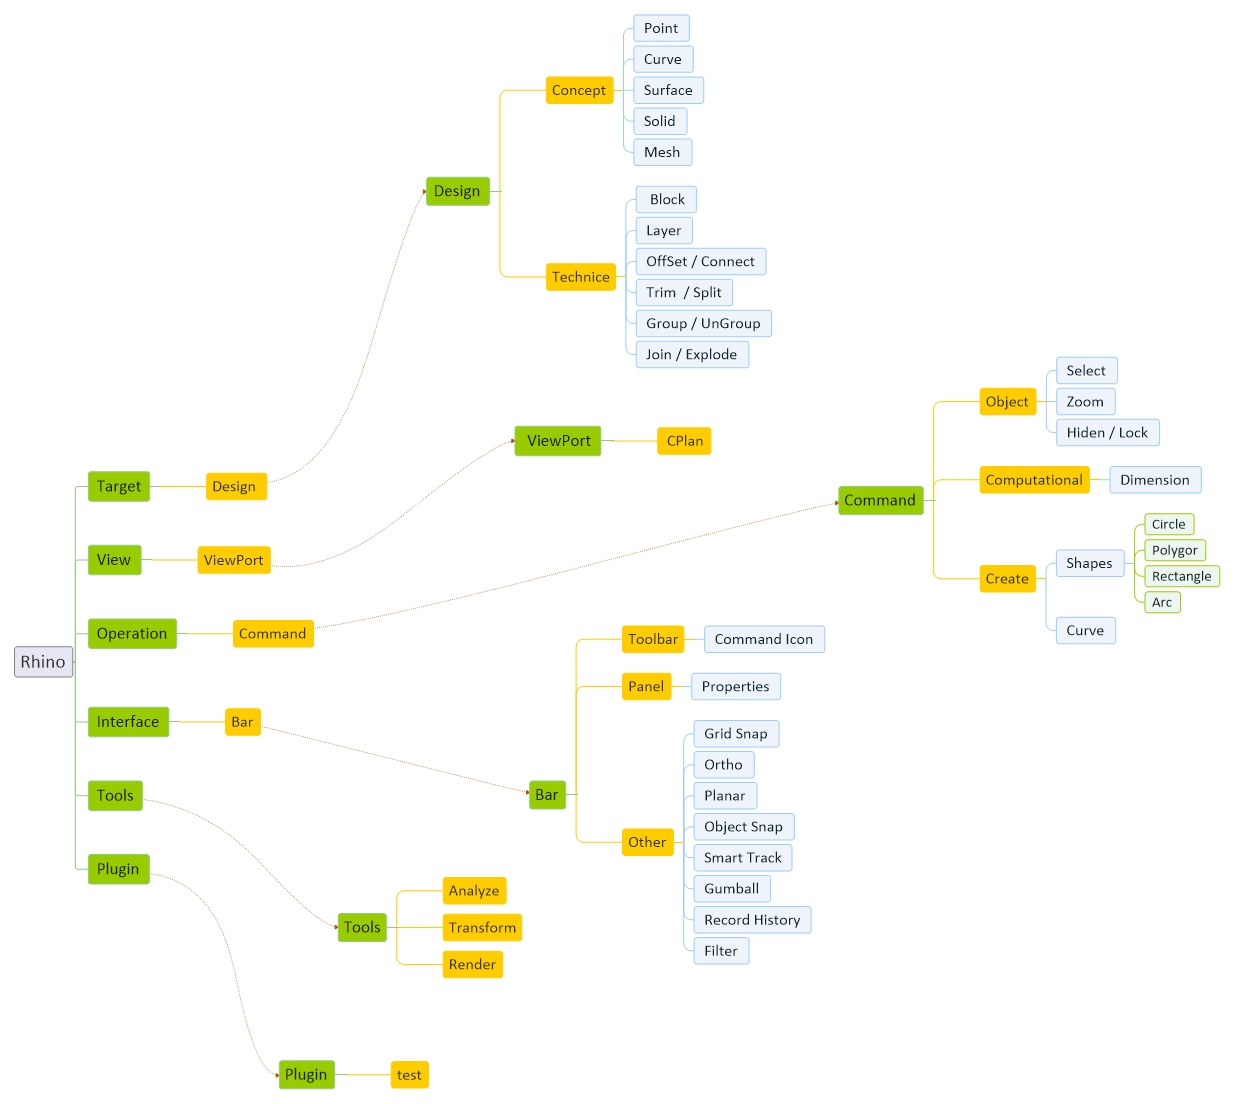 Rhino
Target
Design
View
ViewPort
Operation
Command
Interface
Bar
Tools
Plugin
Design
Concept
Point
Curve
Surface
Solid
Mesh
Technice
Block
Layer
OffSet / Connect
Trim / Split
Group / UnGroup
Join / Explode
ViewPort
CPlan
Command
Object
Select
Zoom
Hiden / Lock
Computational
Dimension
Create
Shapes
Circle
Polygor
Rectangle
Arc
Curve
Bar
Toolbar
Command Icon
Panel
Properties
Other
Grid Snap
Ortho
Planar
Object Snap
Smart Track
Gumball
Record History
Filter
Tools
Analyze
Transform
Render
Plugin
test